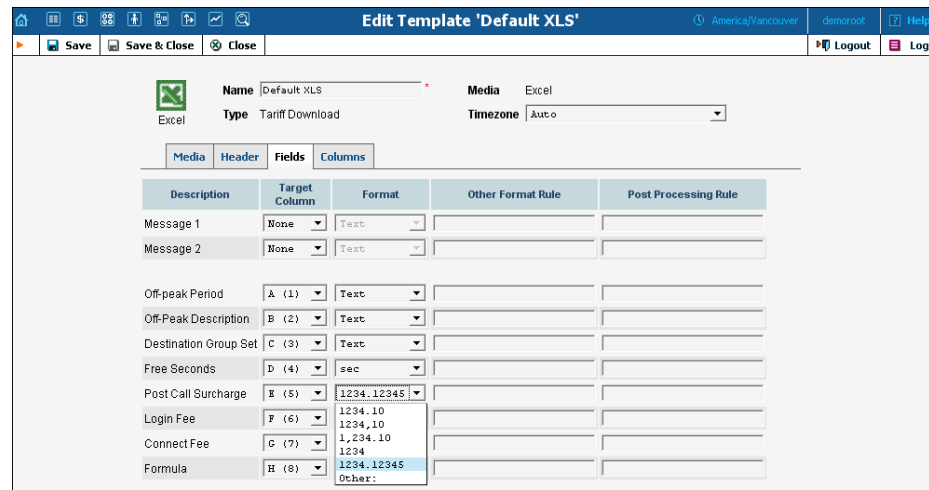 Edit Template 'Default XLS' America/Vancouver demoroot Help
Save Save & Close Close Logout Log
Name Default XLS * Media Excel
Excel Type Tariff Download Timezone Auto
Media Header Fields Columns
Description Target Column Format Other Format Rule Post Processing Rule
Message 1 None Text
Message 2 None Text
Off-peak Period A (1) Text
Off-Peak Description B (2) Text
Destination Group Set C (3) Text
Free Seconds D (4) sec
Post Call Surcharge E (5) 1234.12345
Login Fee F (6)
Connect Fee G (7)
Formula H (8)
1234.10
1234,10
1,234.10
1234
1234.12345
Other: